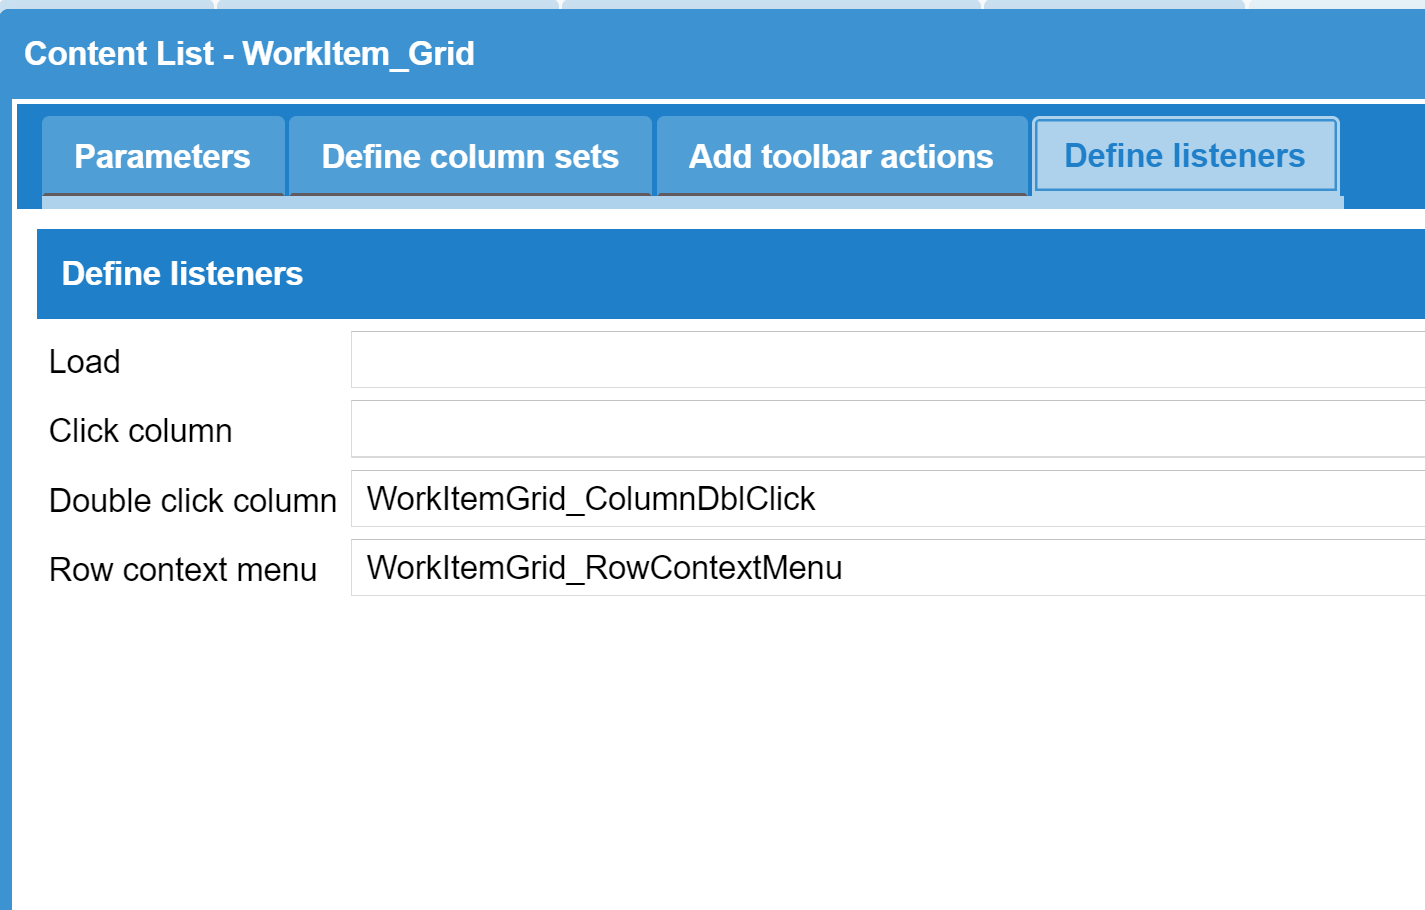 Content List - WorkItem_Grid
Parameters Define column sets Add toolbar actions Define listeners
Define listeners
Load
Click column
Double click column WorkItemGrid_ColumnDblClick
Row context menu WorkItemGrid_RowContextMenu